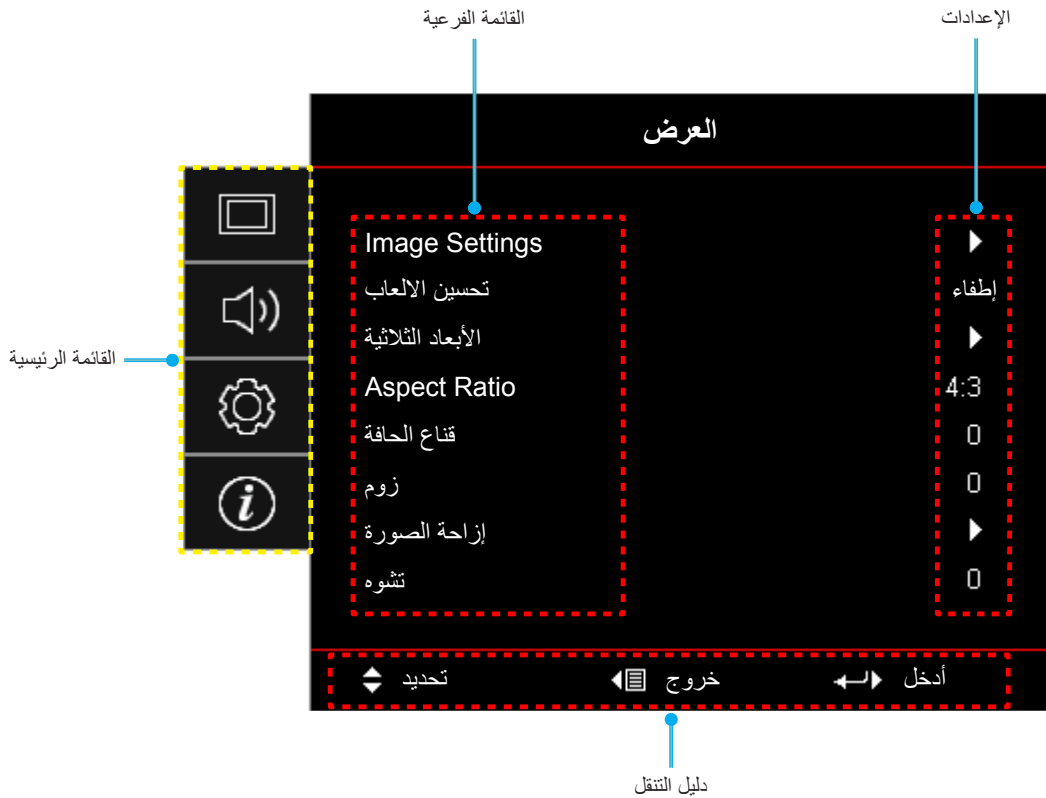 القائمة الفرعية
الإعدادات
العرض
Image Settings
تحسين الالعاب
إطفاء
الأبعاد الثلاثية
Aspect Ratio
4:3
قناع الحافة
0
زوم
0
إزاحة الصورة
تشوه
0
القائمة الرئيسية
تحديد
خروج
أدخل
دليل التنقل